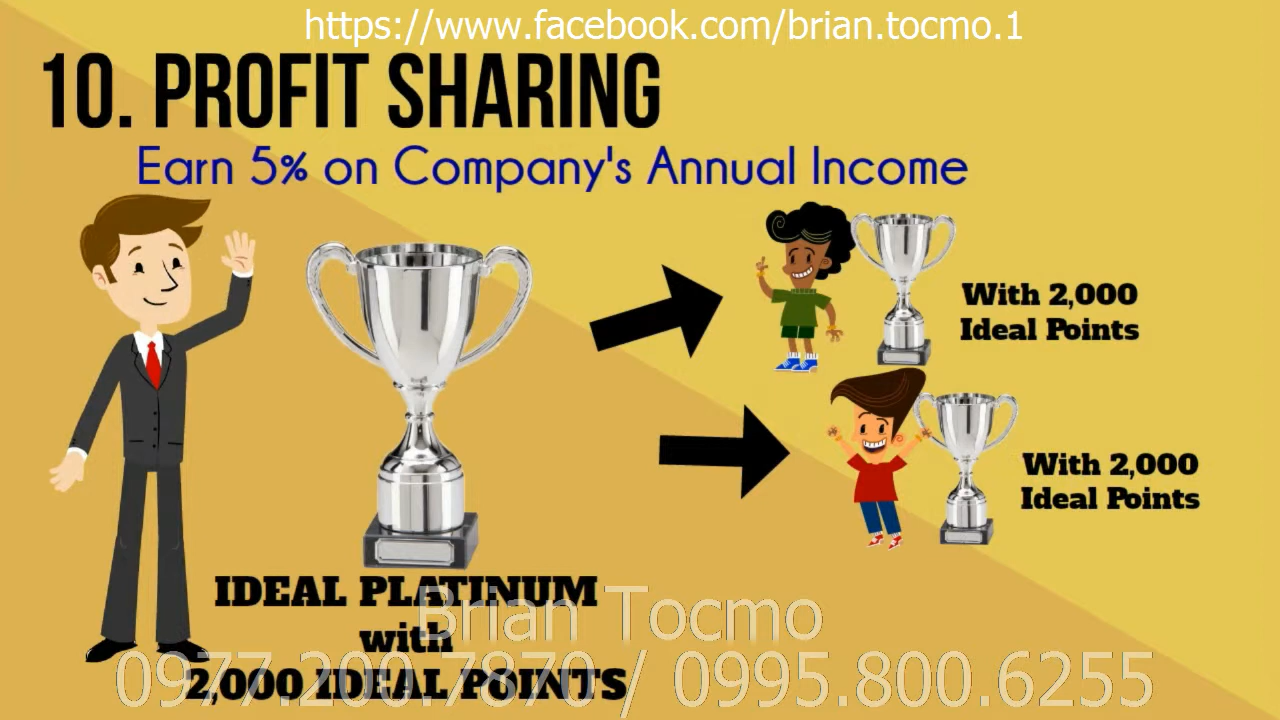 https://www.facebook.com/brian.tocmo.1
10. PROFIT SHARING
Earn 5% on Company's Annual Income
With 2,000
Ideal Points
With 2,000
Ideal Points
IDEAL PLATINUM
with
2,000 IDEAL POINTS
Brian Tocmo
0977.200.7870 / 0995.800.6255